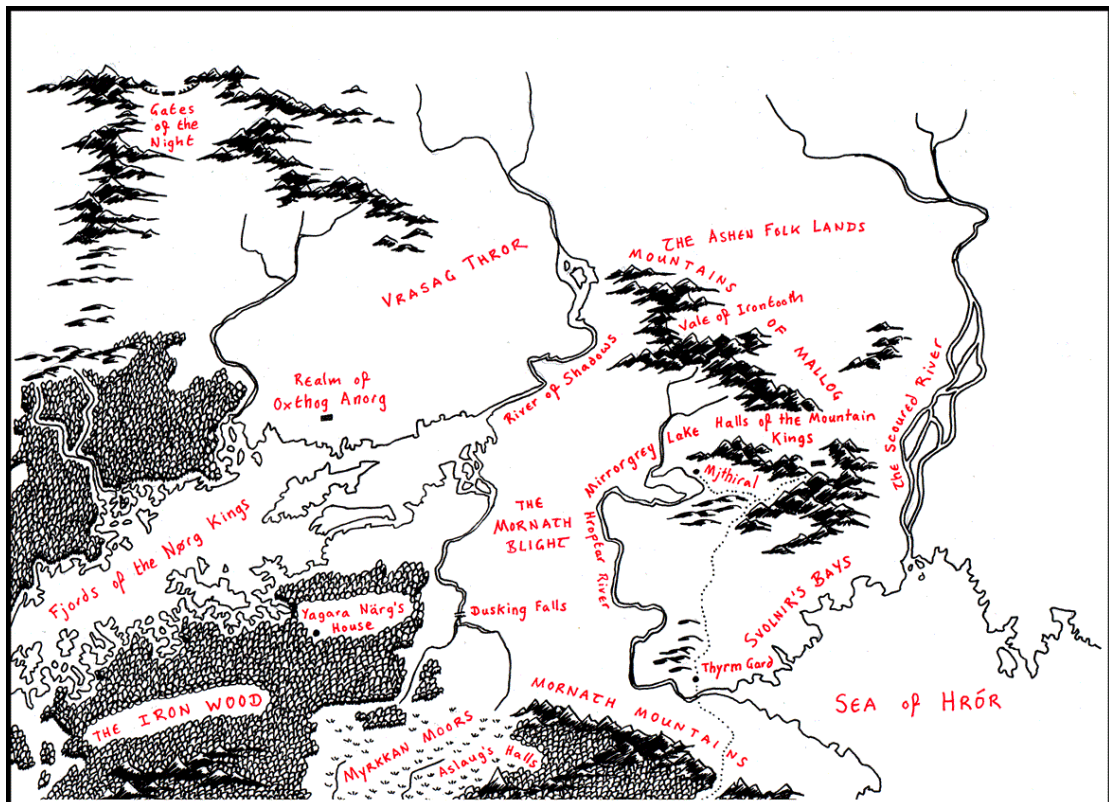 Gates
of the
Night
VRASAG THROR
THE ASHEN FOLK LANDS
MOUNTAINS
OF
MALLOG
Vale of Irontooth
River of Shadows
Realm of
Oxthog Anorg
Halls of the Mountain
Kings
The Scoured River
Mirrorgrey Lake
Mjthiral
THE
MORNATH
BLIGHT
Hroptar River
Fjords of the Nørg Kings
Yagara Närg's
House
Dusking Falls
SVOLNIR'S BAYS
Thyrm Gard
SEA of HRÓR
THE IRON WOOD
MORNATH MOUNTAINS
MYRKKAN MOORS
Aslaug's Halls